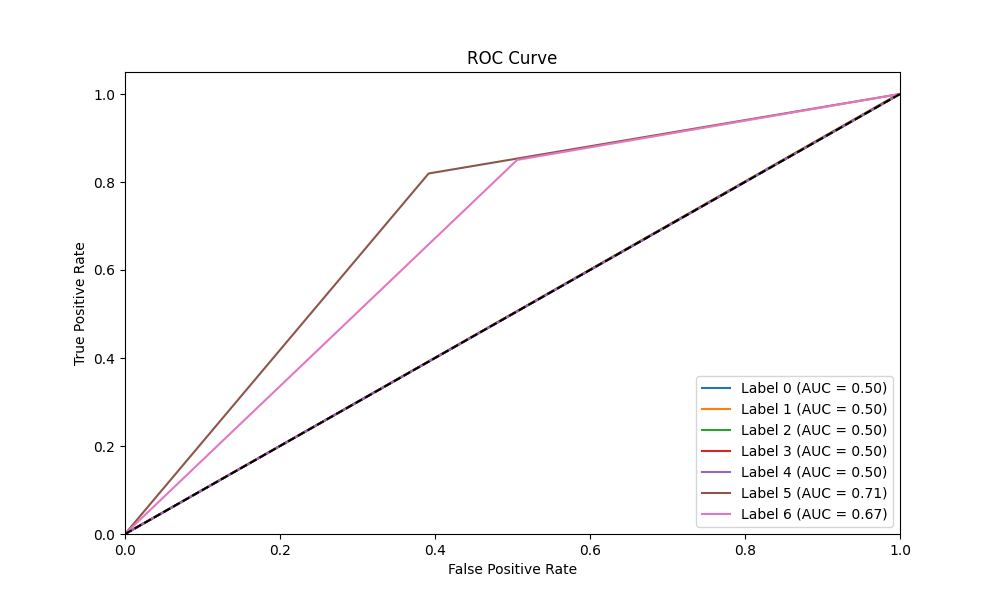 ROC Curve
True Positive Rate
1.0
0.8
0.6
0.4
0.2
0.0
Label 0 (AUC = 0.50)
Label 1 (AUC = 0.50)
Label 2 (AUC = 0.50)
Label 3 (AUC = 0.50)
Label 4 (AUC = 0.50)
Label 5 (AUC = 0.71)
Label 6 (AUC = 0.67)
0.0 0.2 0.4 0.6 0.8 1.0
False Positive Rate